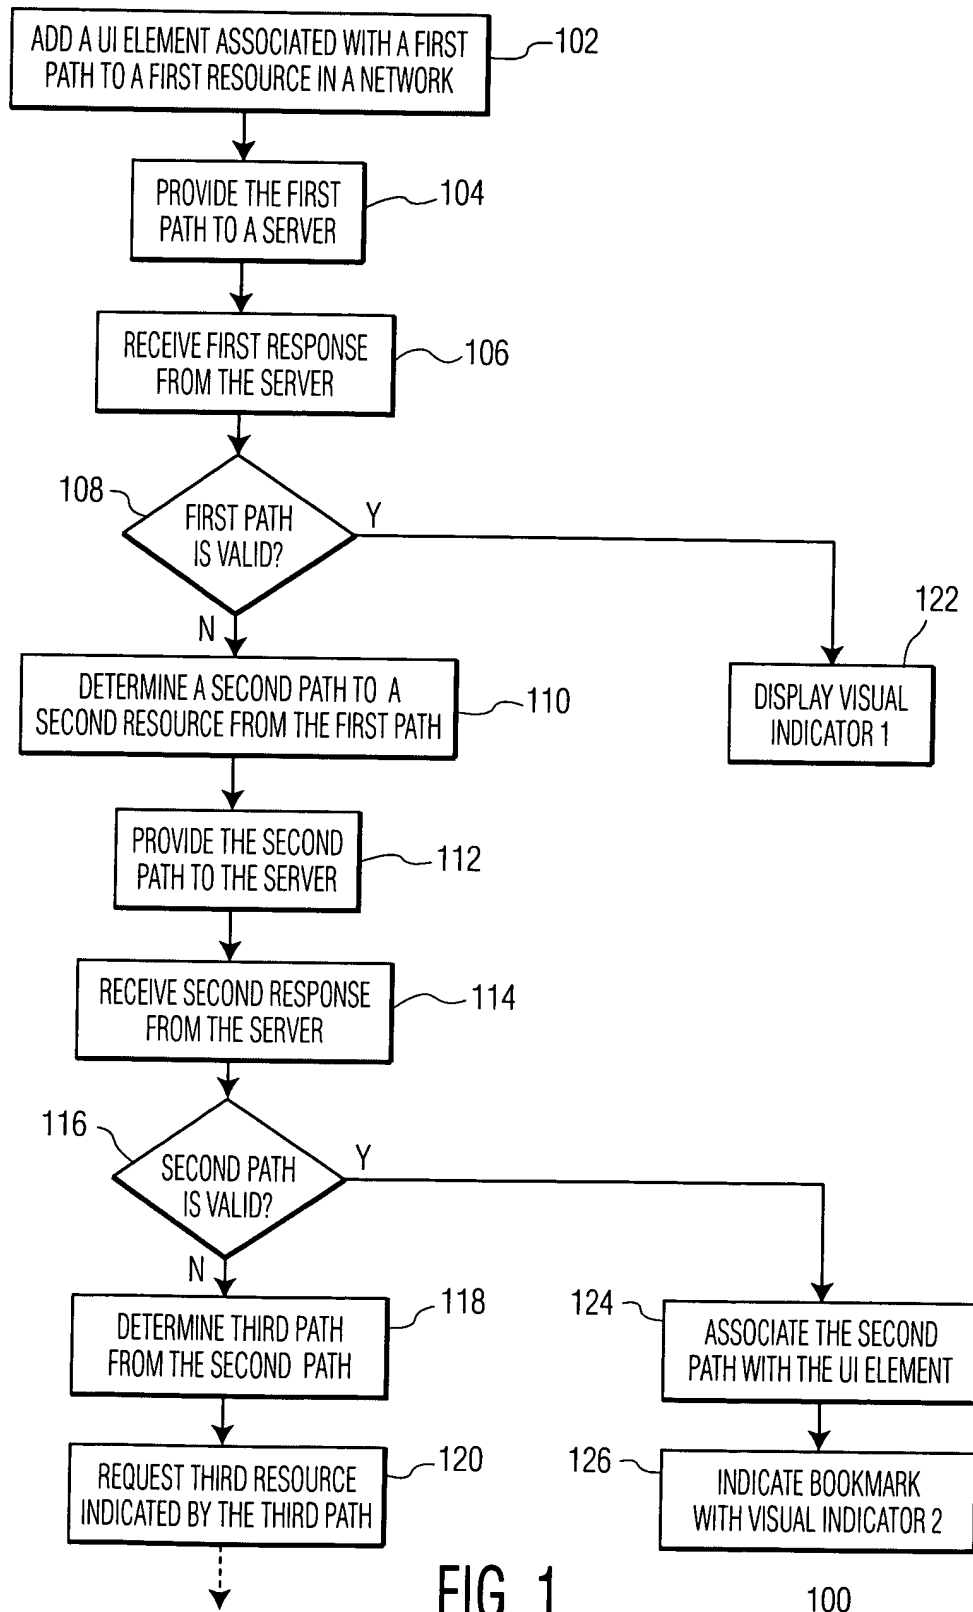 ADD A UI ELEMENT ASSOCIATED WITH A FIRST
PATH TO A FIRST RESOURCE IN A NETWORK
102
PROVIDE THE FIRST
PATH TO A SERVER
104
RECEIVE FIRST RESPONSE
FROM THE SERVER
106
108
FIRST PATH
IS VALID?
Y
N
122
DISPLAY VISUAL
INDICATOR 1
DETERMINE A SECOND PATH TO A
SECOND RESOURCE FROM THE FIRST PATH
110
PROVIDE THE SECOND
PATH TO THE SERVER
112
RECEIVE SECOND RESPONSE
FROM THE SERVER
114
116
SECOND PATH
IS VALID?
Y
N
DETERMINE THIRD PATH
FROM THE SECOND PATH
118
124
ASSOCIATE THE SECOND
PATH WITH THE UI ELEMENT
REQUEST THIRD RESOURCE
INDICATED BY THE THIRD PATH
120
126
INDICATE BOOKMARK
WITH VISUAL INDICATOR 2
FIG 1
100